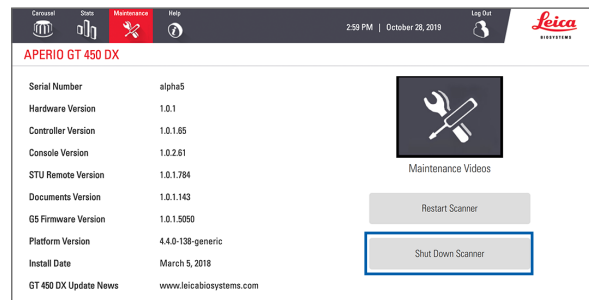 Carousel Stats Maintenance Help Log Out
2:59 PM | October 28, 2019
Leica
BIOSYSTEMS
APERIO GT 450 DX
Serial Number alpha5
Hardware Version 1.0.1
Controller Version 1.0.1.65
Console Version 1.0.2.61
STU Remote Version 1.0.1.784
Documents Version 1.0.1.143
G5 Firmware Version 1.0.1.5050
Platform Version 4.4.0-138-generic
Install Date March 5, 2018
GT 450 DX Update News www.leicabiosystems.com
Maintenance Videos
Restart Scanner
Shut Down Scanner